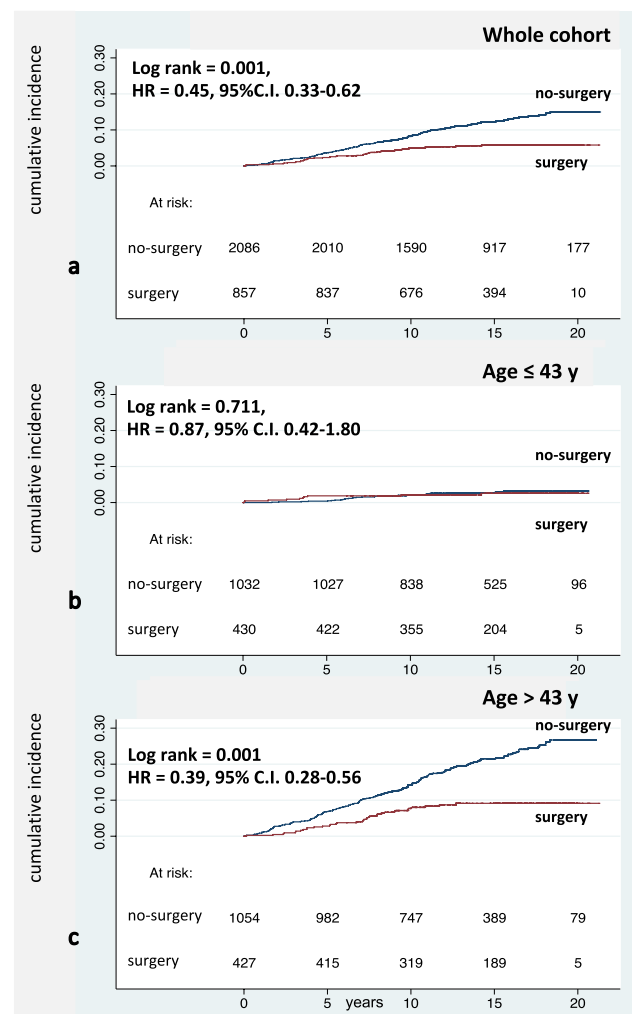 Whole cohort
cumulative incidence
0.30
0.20
0.10
0.00
Log rank = 0.001,
HR = 0.45, 95%C.I. 0.33-0.62
no-surgery
surgery
At risk:
no-surgery 2086 2010 1590 917 177
a
surgery 857 837 676 394 10
0 5 10 15 20
Age ≤ 43 y
cumulative incidence
0.30
0.20
0.10
0.00
Log rank = 0.711,
HR = 0.87, 95% C.I. 0.42-1.80
no-surgery
surgery
At risk:
no-surgery 1032 1027 838 525 96
b
surgery 430 422 355 204 5
0 5 10 15 20
Age > 43 y
cumulative incidence
0.30
0.20
0.10
0.00
no-surgery
Log rank = 0.001
HR = 0.39, 95% C.I. 0.28-0.56
surgery
At risk:
no-surgery 1054 982 747 389 79
c
surgery 427 415 319 189 5
0 5 years 10 15 20